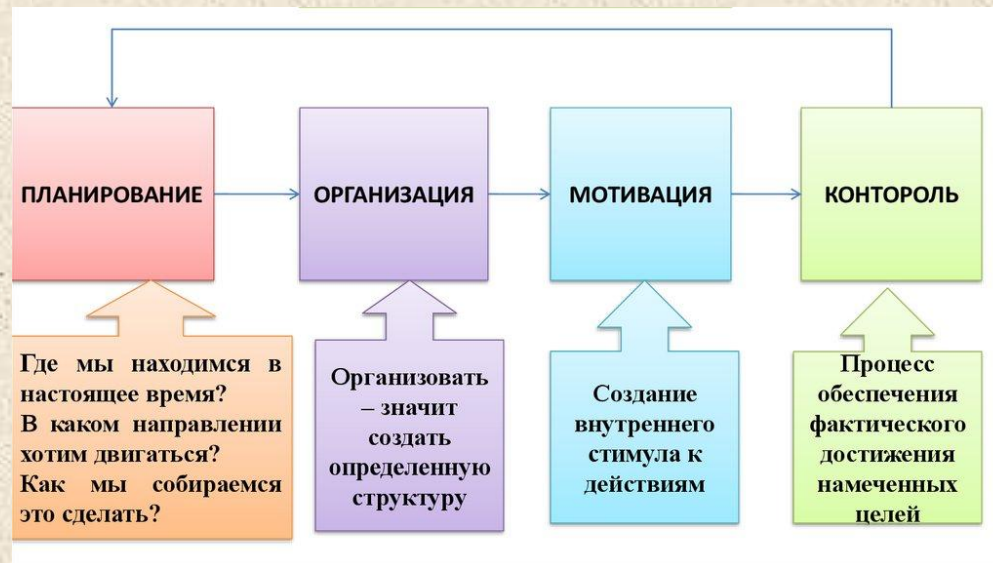 ПЛАНИРОВАНИЕ
ОРГАНИЗАЦИЯ
МОТИВАЦИЯ
КОНТОРОЛЬ
Где мы находимся в
настоящее время?
В каком направлении
хотим двигаться?
Как мы собираемся
это сделать?
Организовать
– значит
создать
определенную
структуру
Создание
внутреннего
стимула к
действиям
Процесс
обеспечения
фактического
достижения
намеченных
целей